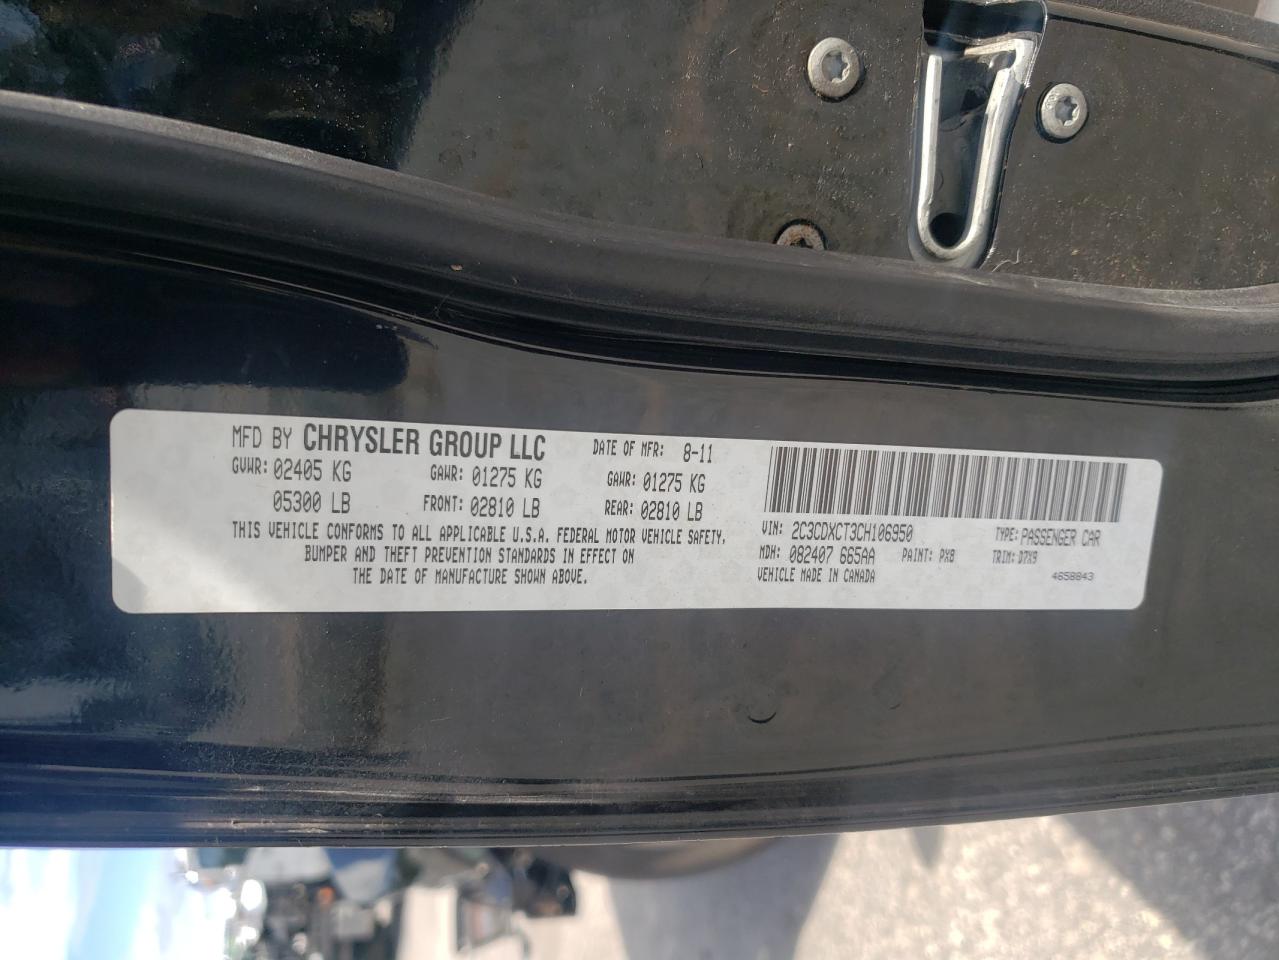 MFD BY CHRYSLER GROUP LLC DATE OF MFR: 8-11
GVWR: 02405 KG GAWR: 01275 KG GAWR: 01275 KG
05300 LB FRONT: 02810 LB REAR: 02810 LB
THIS VEHICLE CONFORMS TO ALL APPLICABLE U.S.A. FEDERAL MOTOR VEHICLE SAFETY,
BUMPER AND THEFT PREVENTION STANDARDS IN EFFECT ON
THE DATE OF MANUFACTURE SHOWN ABOVE.
VIN: 2C3CDXCT3CH106950 TYPE: PASSENGER CAR
MDH: 082407 665AA PAINT: PX8 TRIM: D7X9
VEHICLE MADE IN CANADA 4658843